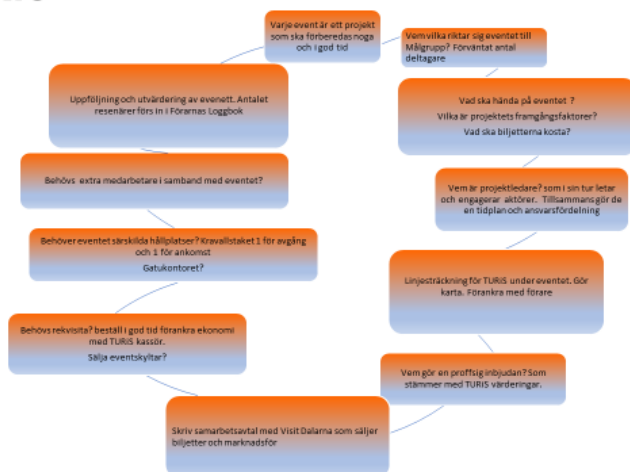 Varje event är ett projekt
som ska förberedas noga
och i god tid
Vem vilka riktar sig eventet till
Målgrupp? Förväntat antal
deltagare
Vad ska hända på eventet ?
Vilka är projektets framgångsfaktorer?
Vad ska biljetterna kosta?
Vem är projektledare? som i sin tur letar
och engagerar aktörer. Tillsammans gör de
en tidplan och ansvarsfördelning
Linjesträckning för TURiS under eventet. Gör
karta. Förankra med förare
Vem gör en proffsig inbjudan? Som
stämmer med TURiS värderingar.
Skriv samarbetsavtal med Visit Dalarna som säljer
biljetter och marknadsför
Behövs rekvisita? beställ i god tid förankra ekonomi
med TURiS kassör.
Sälja eventskyltar?
Behöver eventet särskilda hållplatser? Kravallstaket 1 för avgång
och 1 för ankomst
Gatukontoret?
Behövs extra medarbetare i samband med eventet?
Uppföljning och utvärdering av evenett. Antalet
resenärer förs in i Förarnas Loggbok